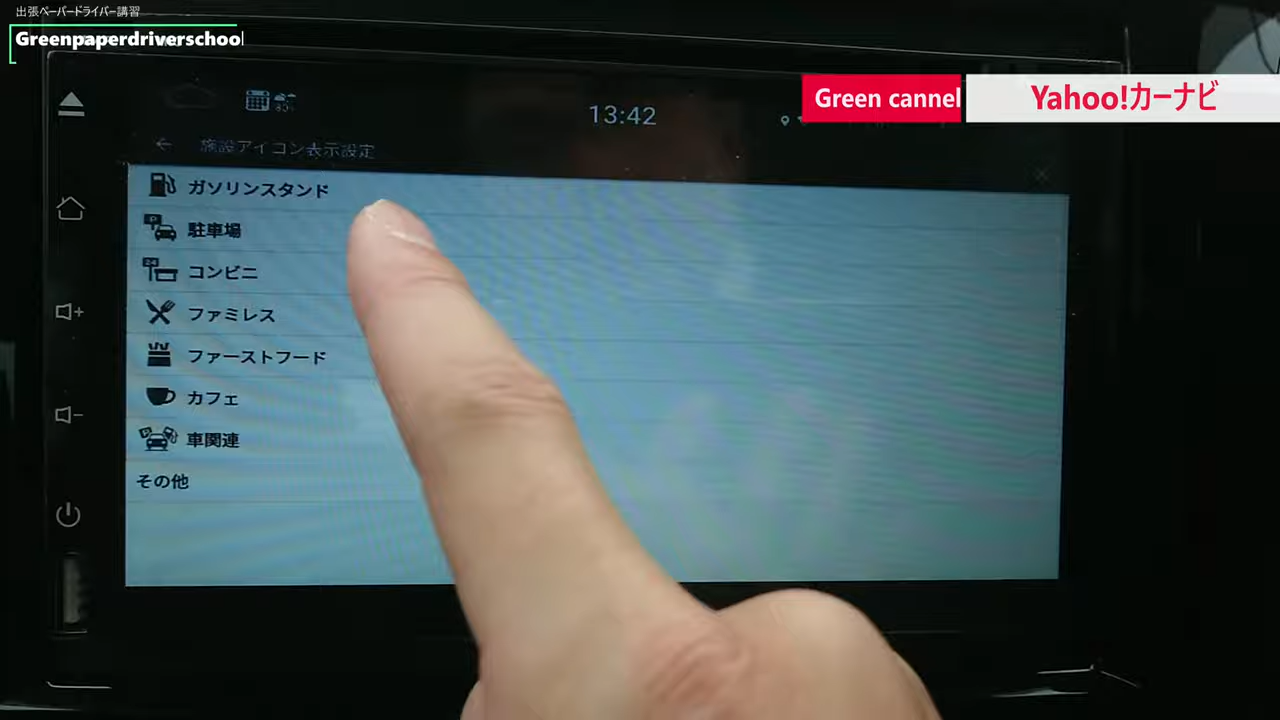 出張ペーパードライバー講習
Greenpaperdriverschool
13:42
Green cannel
Yahoo!カーナビ
施設アイコン表示設定
ガソリンスタンド
駐車場
コンビニ
ファミレス
ファーストフード
カフェ
車関連
その他